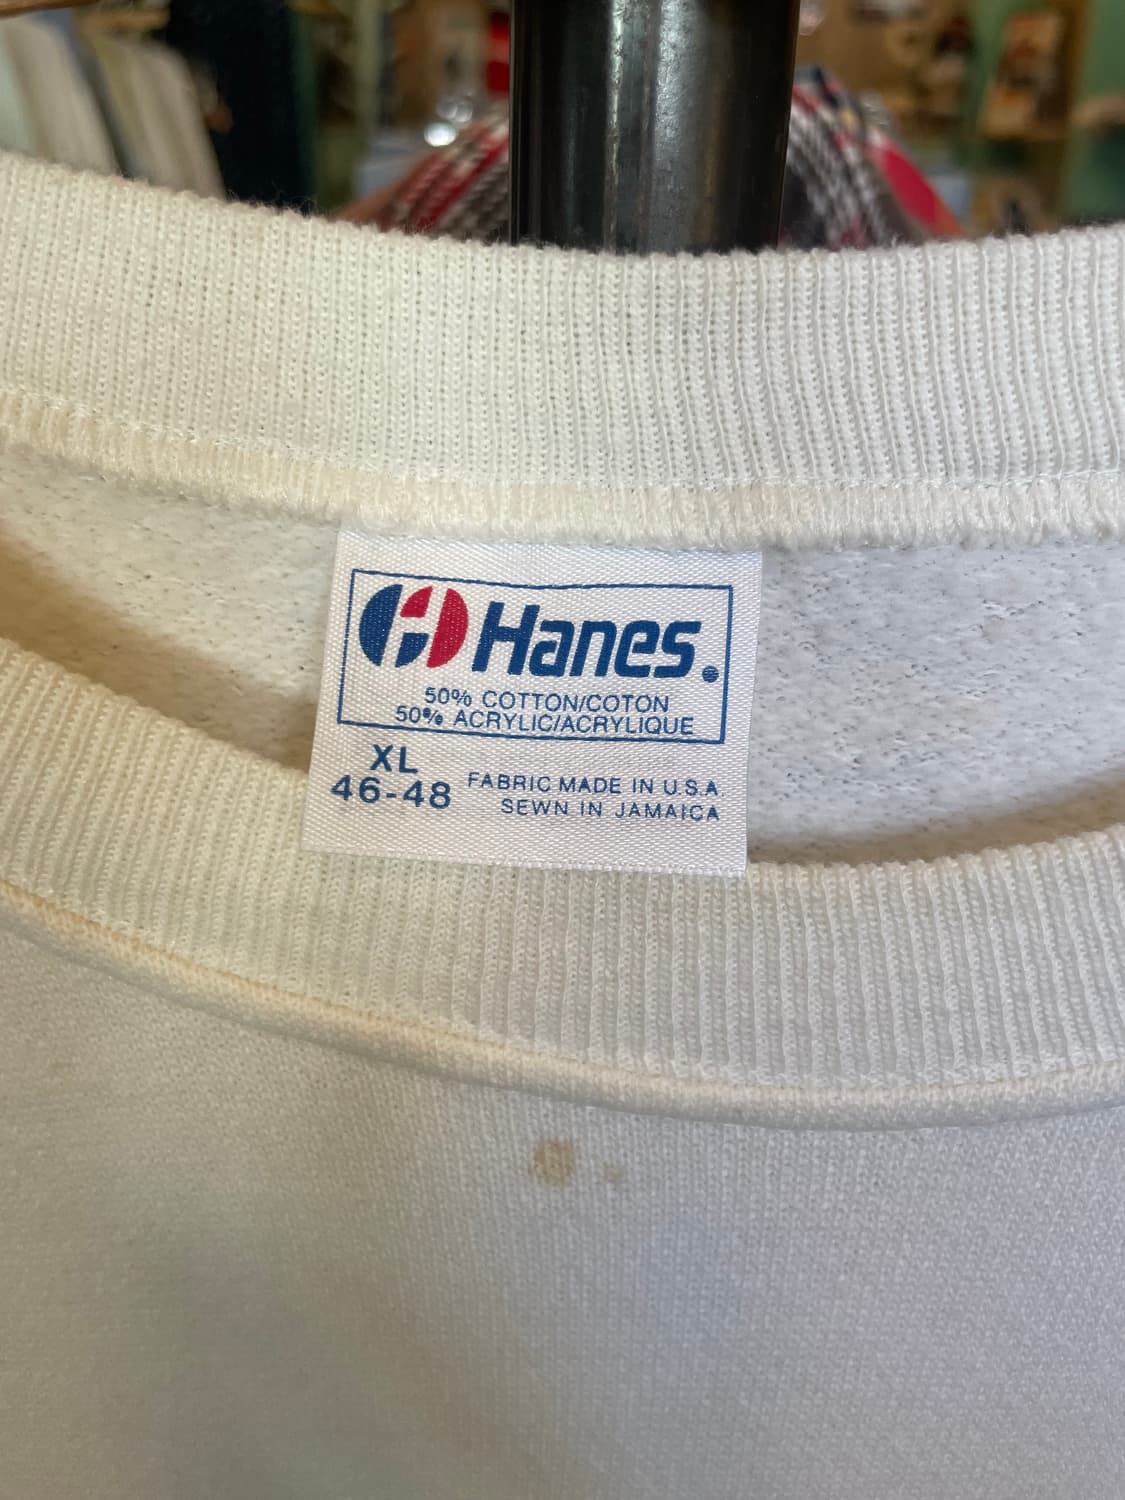 Hanes.
50% COTTON/COTON
50% ACRYLIC/ACRYLIQUE
XL
46-48
FABRIC MADE IN U.S.A
SEWN IN JAMAICA